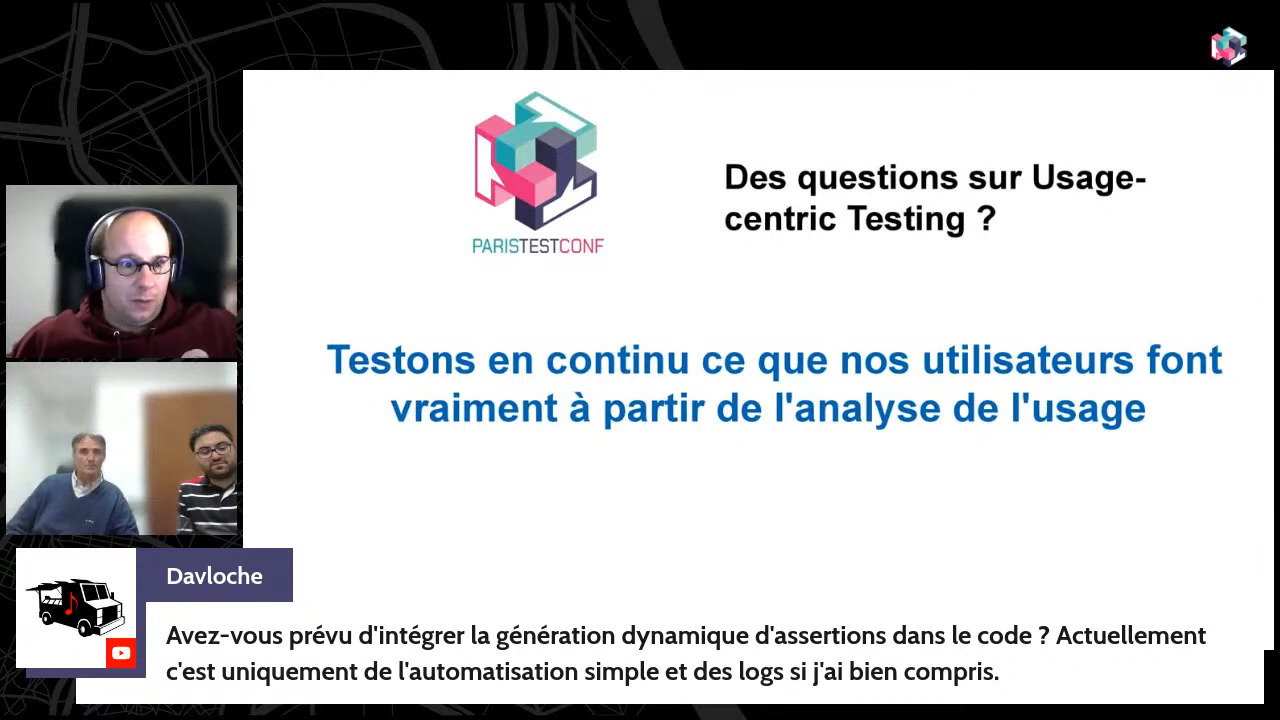 PARISTESTCONF
Des questions sur Usage-
centric Testing ?
Testons en continu ce que nos utilisateurs font
vraiment à partir de l'analyse de l'usage
Davloche
Avez-vous prévu d'intégrer la génération dynamique d'assertions dans le code ? Actuellement
c'est uniquement de l'automatisation simple et des logs si j'ai bien compris.